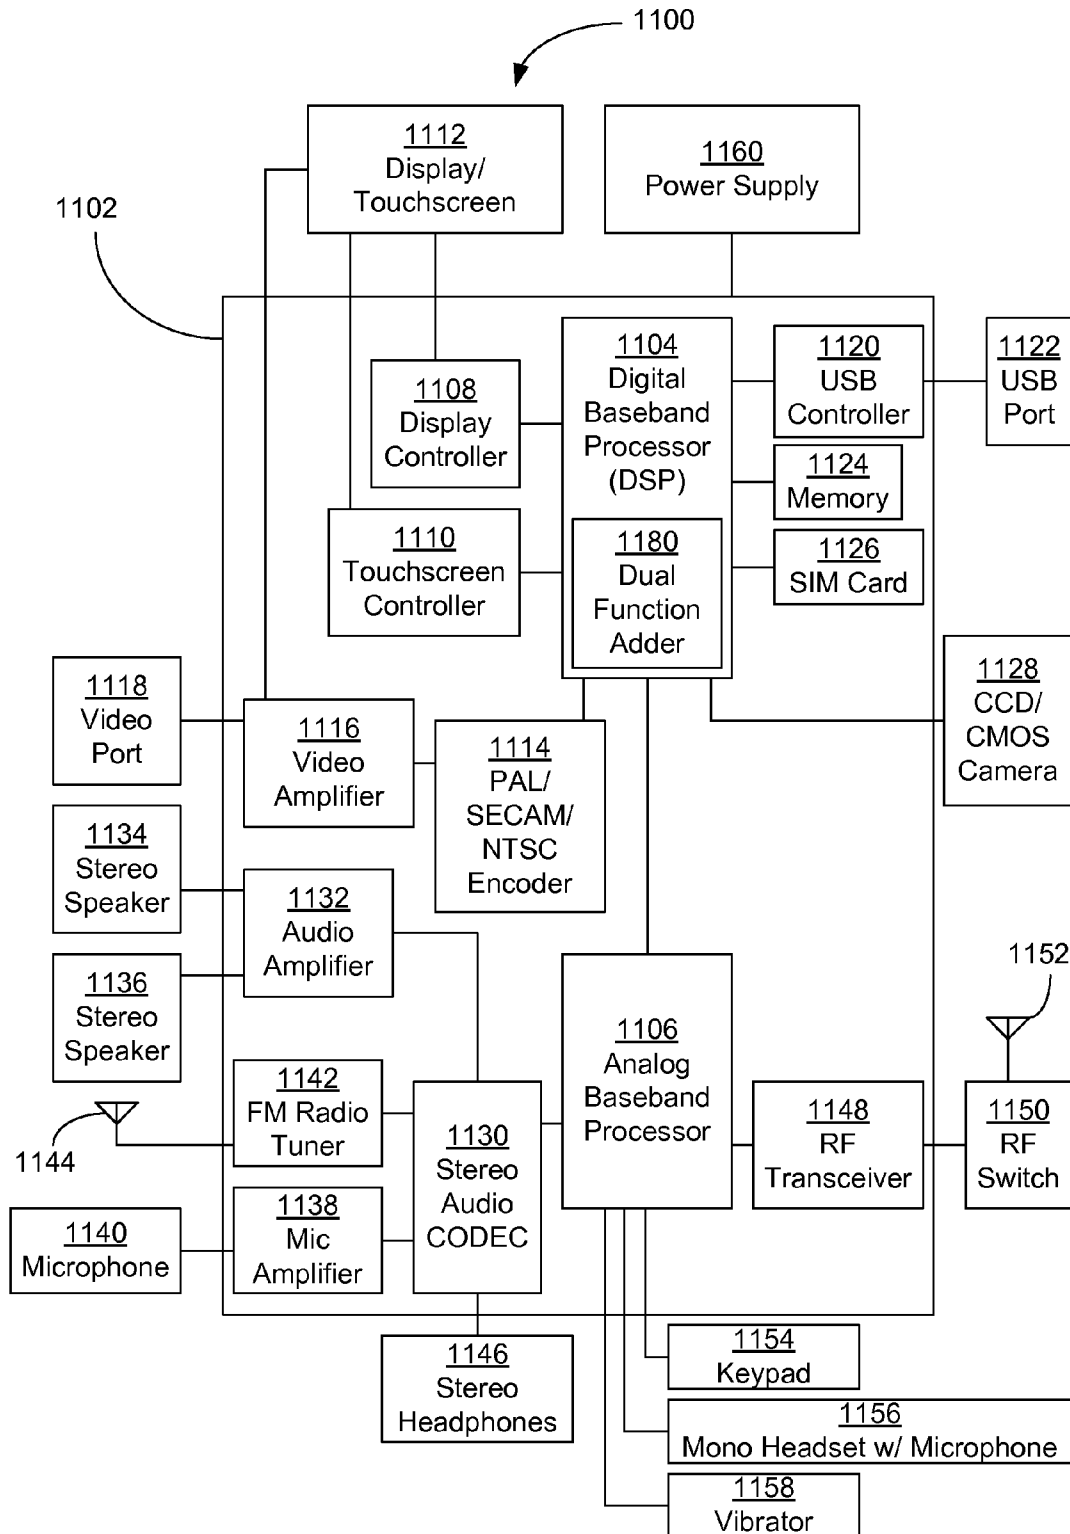 1100
1112
Display/
Touchscreen
1160
Power Supply
1102
1104
Digital
Baseband
Processor
(DSP)
1120
USB
Controller
1122
USB
Port
1108
Display
Controller
1124
Memory
1110
Touchscreen
Controller
1180
Dual
Function
Adder
1126
SIM Card
1118
Video
Port
1116
Video
Amplifier
1114
PAL/
SECAM/
NTSC
Encoder
1128
CCD/
CMOS
Camera
1134
Stereo
Speaker
1132
Audio
Amplifier
1136
Stereo
Speaker
1152
1106
Analog
Baseband
Processor
1142
FM Radio
Tuner
1144
1130
Stereo
Audio
CODEC
1148
RF
Transceiver
1150
RF
Switch
1140
Microphone
1138
Mic
Amplifier
1146
Stereo
Headphones
1154
Keypad
1156
Mono Headset w/ Microphone
1158
Vibrator